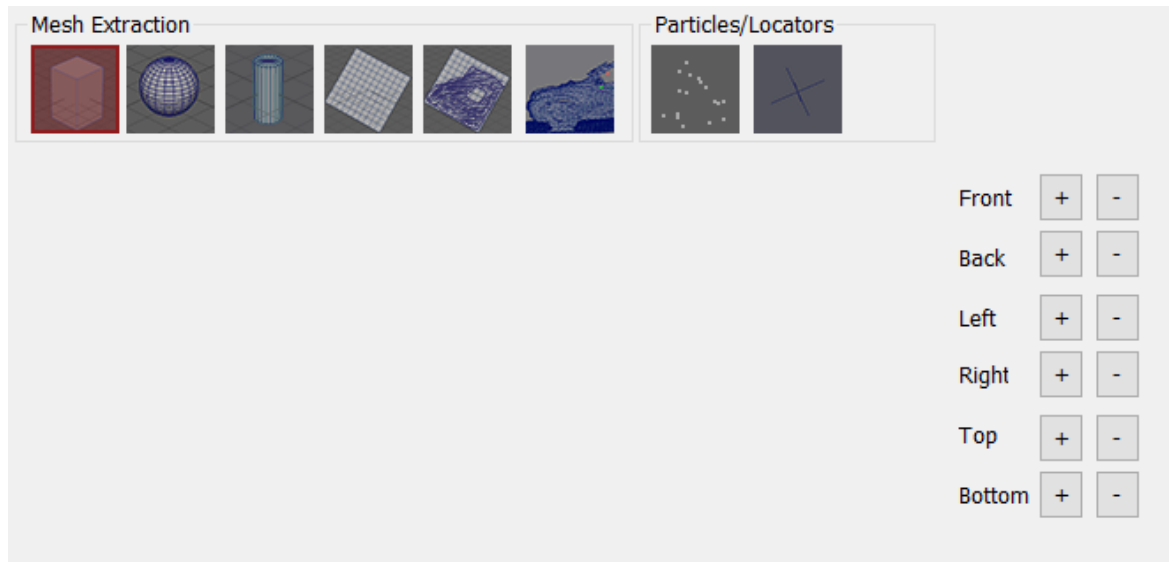 Mesh Extraction
Particles/Locators
Front + -
Back + -
Left + -
Right + -
Top + -
Bottom + -